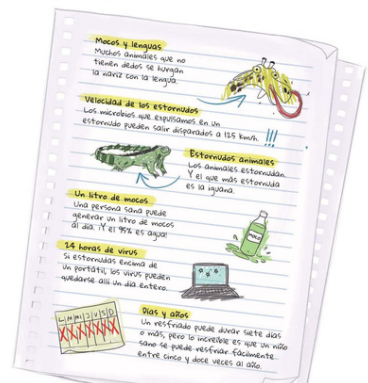 Mocos y lenguas
Muchos animales que no
tienen dedos se hurgan
la nariz con la lengua.
Velocidad de los estornudos
Los microbios que expulsamos en un
estornudo pueden salir disparados a 125 km/h. !!!
Estornudos animales
Los animales estornudan.
Y el que más estornuda
es la iguana.
Un litro de mocos
Una persona sana puede
generar un litro de mocos
al día. ¡Y el 95% es agua!
MOCO
24 horas de virus
Si estornudas encima de
un portátil, los virus pueden
quedarse allí un día entero.
L M M J V S D
Días y años
Un resfriado puede durar siete días
o más, pero lo increíble es que un niño
sano se puede resfriar fácilmente
entre cinco y doce veces al año.